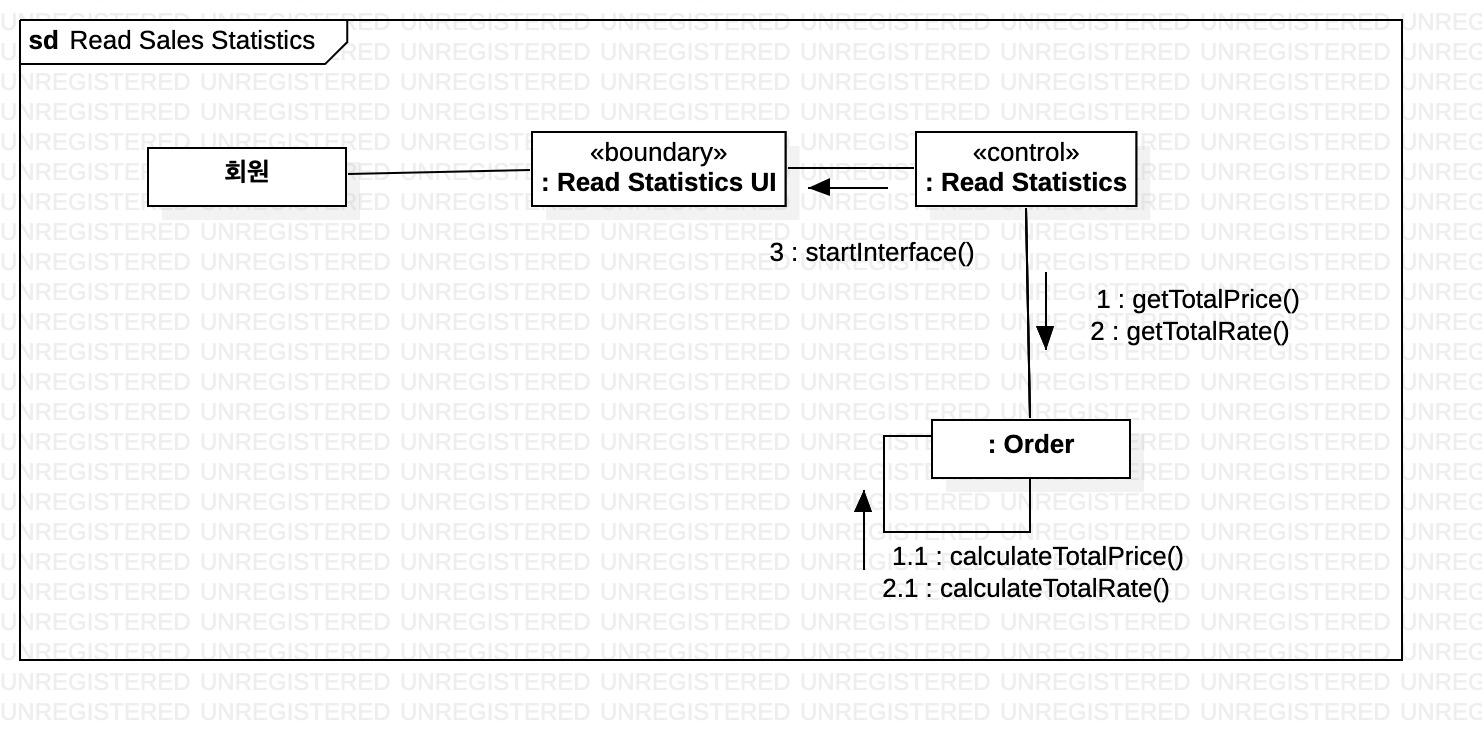 sd Read Sales Statistics
회원
«boundary»
: Read Statistics UI
«control»
: Read Statistics
3 : startInterface()
1 : getTotalPrice()
2 : getTotalRate()
: Order
1.1 : calculateTotalPrice()
2.1 : calculateTotalRate()
UNREGISTERED